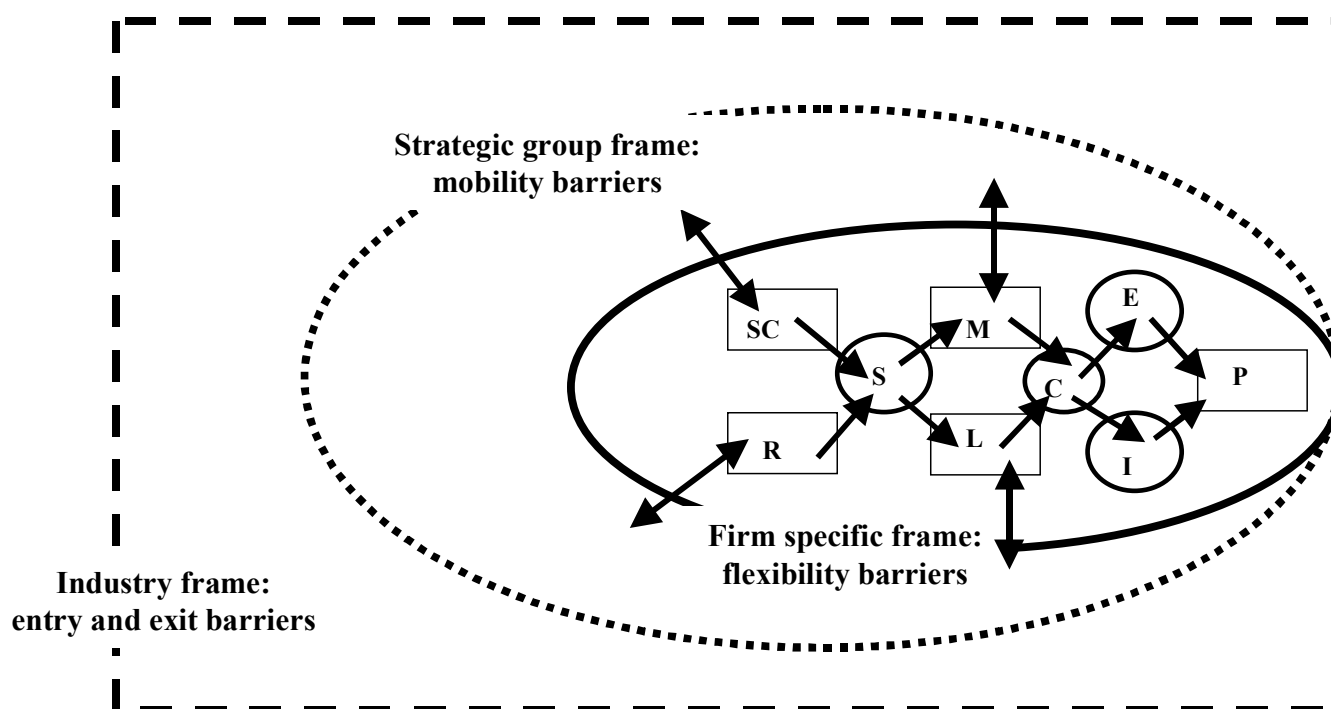 Strategic group frame:
mobility barriers
E
SC
M
S
C
P
R
L
I
Firm specific frame:
flexibility barriers
Industry frame:
entry and exit barriers